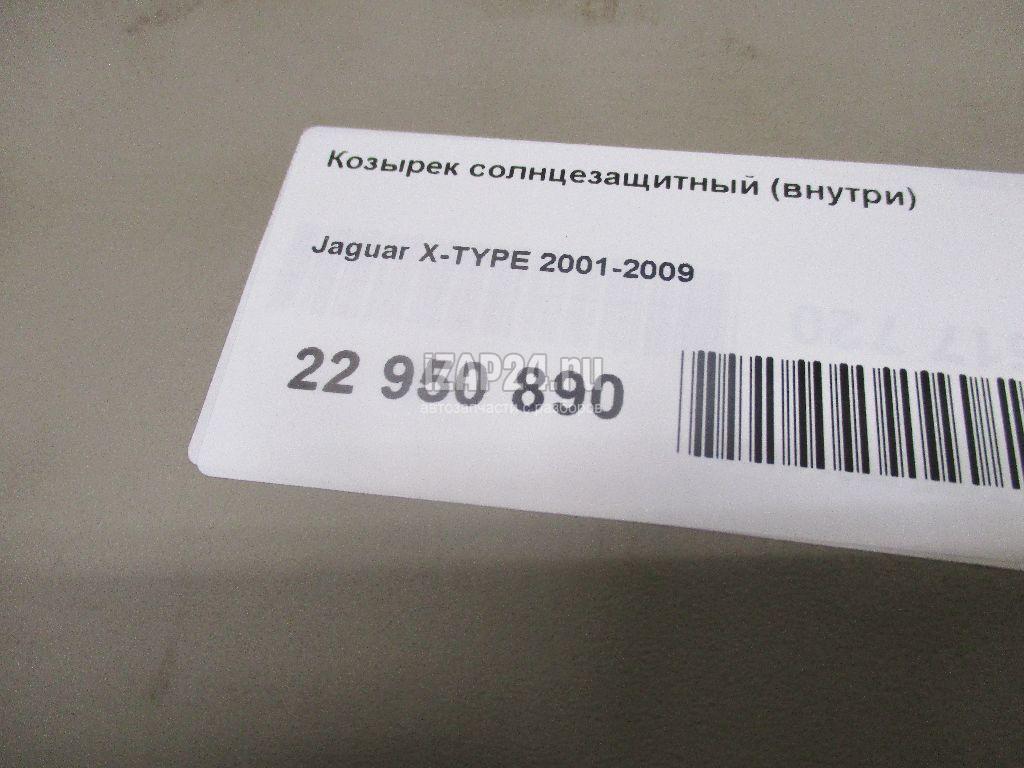 Козырек солнцезащитный (внутри)
Jaguar X-TYPE 2001-2009
22 950 890
iZAP24.ru
автозапчасти с разборов